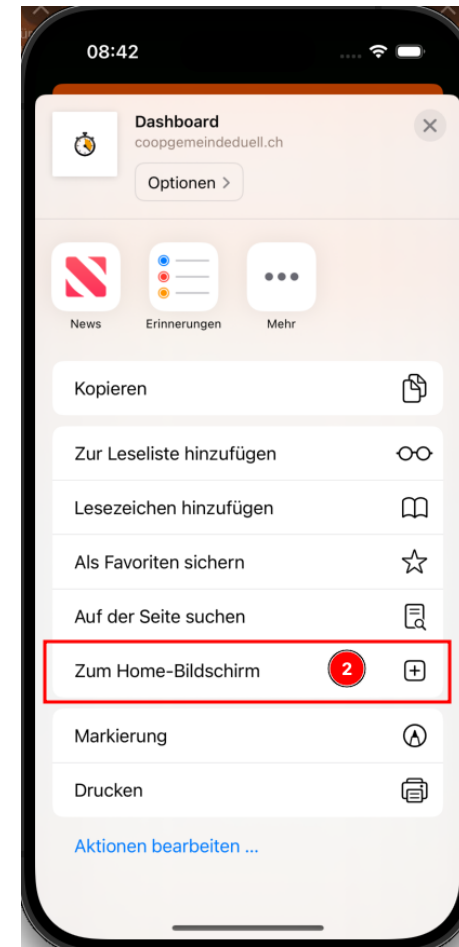 08:42
Dashboard
coopgemeindeduell.ch
Optionen >
News
Erinnerungen
Mehr
Kopieren
Zur Leseliste hinzufügen
Lesezeichen hinzufügen
Als Favoriten sichern
Auf der Seite suchen
Zum Home-Bildschirm 2
Markierung
Drucken
Aktionen bearbeiten ...